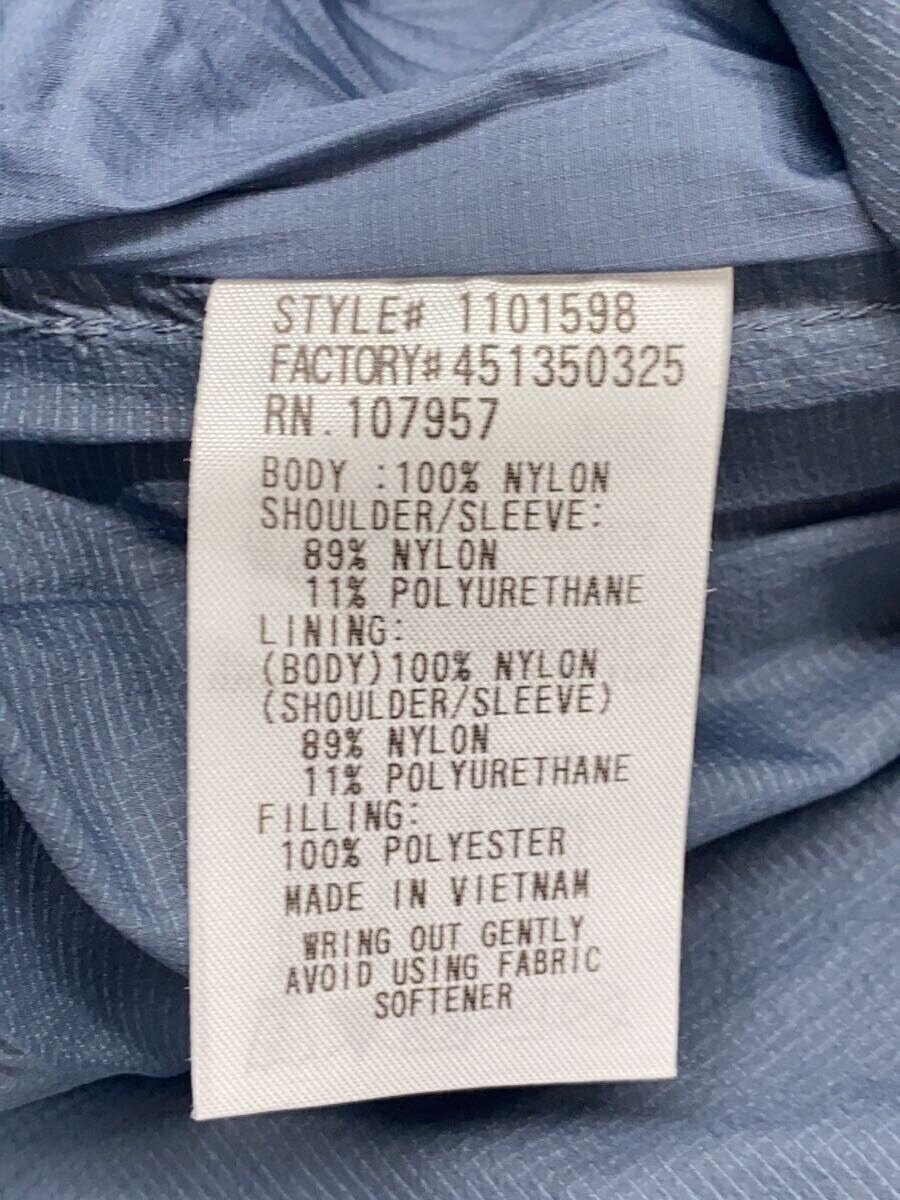 STYLE# 1101598
FACTORY#451350325
RN.107957
BODY :100% NYLON
SHOULDER/SLEEVE:
89% NYLON
11% POLYURETHANE
LINING:
(BODY)100% NYLON
(SHOULDER/SLEEVE)
89% NYLON
11% POLYURETHANE
FILLING:
100% POLYESTER
MADE IN VIETNAM
WRING OUT GENTLY
AVOID USING FABRIC
SOFTENER